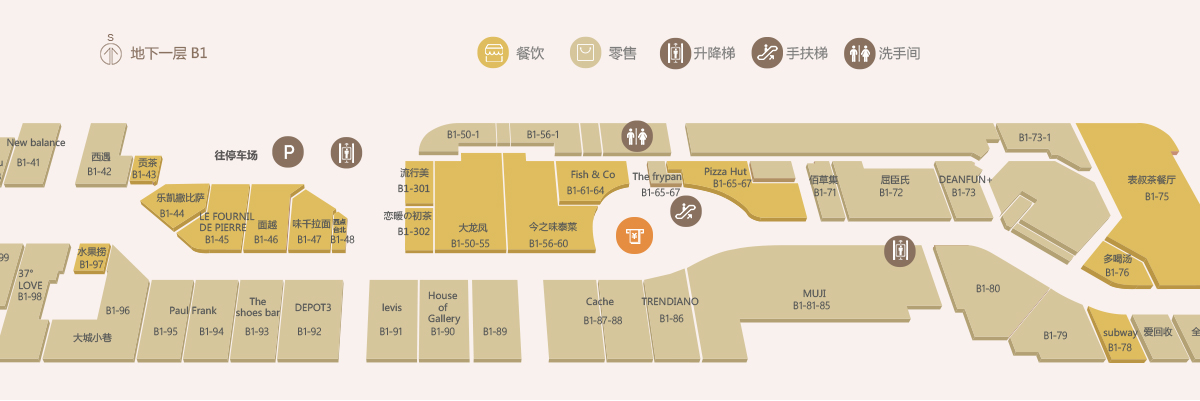 S
地下一层 B1
餐饮
零售
升降梯
手扶梯
洗手间
New balance
B1-41
西遇
B1-42
贡茶
B1-43
往停车场
P
乐凯撒比萨
B1-44
LE FOURNIL
DE PIERRE
B1-45
面越
B1-46
味千拉面
B1-47
西点
台北
B1-48
流行美
B1-301
恋暖の初茶
B1-302
B1-50-1
B1-56-1
大龙凤
B1-50-55
今之味泰菜
B1-56-60
Fish & Co
B1-61-64
The frypan
B1-65-67
Pizza Hut
B1-65-67
佰草集
B1-71
屈臣氏
B1-72
DEANFUN+
B1-73
B1-73-1
表叔茶餐厅
B1-75
多喝汤
B1-76
99
37°
LOVE
B1-98
水果捞
B1-97
B1-96
大城小巷
Paul Frank
B1-95
B1-94
The
shoes bar
B1-93
DEPOT3
B1-92
levis
B1-91
House
of
Gallery
B1-90
B1-89
Cache
B1-87-88
TRENDIANO
B1-86
MUJI
B1-81-85
B1-80
B1-79
subway
B1-78
爱回收
全